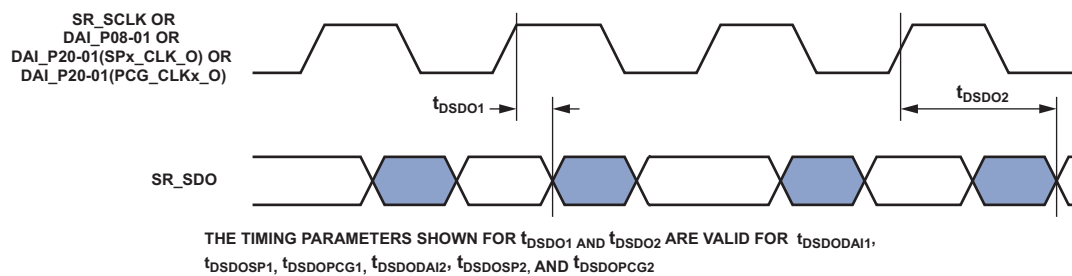 SR_SCLK OR
DAI_P08-01 OR
DAI_P20-01(SPx_CLK_O) OR
DAI_P20-01(PCG_CLKx_O)
tDSDO1
tDSDO2
SR_SDO
THE TIMING PARAMETERS SHOWN FOR tDSDO1 AND tDSDO2 ARE VALID FOR tDSDODAI1,
tDSDOSP1, tDSDOPCG1, tDSDODAI2, tDSDOSP2, AND tDSDOPCG2